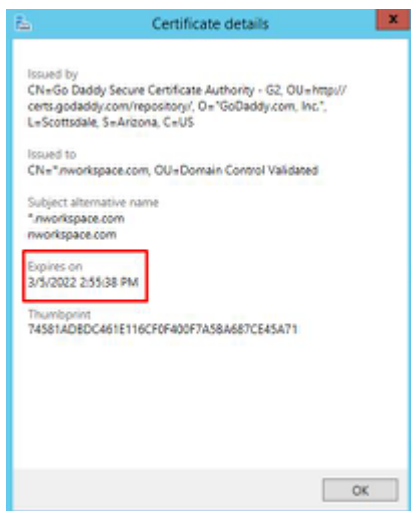 Certificate details
x
Issued by
CN=Go Daddy Secure Certificate Authority - G2, OU=http://
certs.godaddy.com/repository/, O="GoDaddy.com, Inc.",
L=Scottsdale, S=Arizona, C=US
Issued to
CN=*.nworkspace.com, OU=Domain Control Validated
Subject alternative name
*.nworkspace.com
nworkspace.com
Expires on
3/5/2022 2:55:38 PM
Thumbprint
74581ADBDC461E116CF0F400F7A5BA687CE45A71
OK